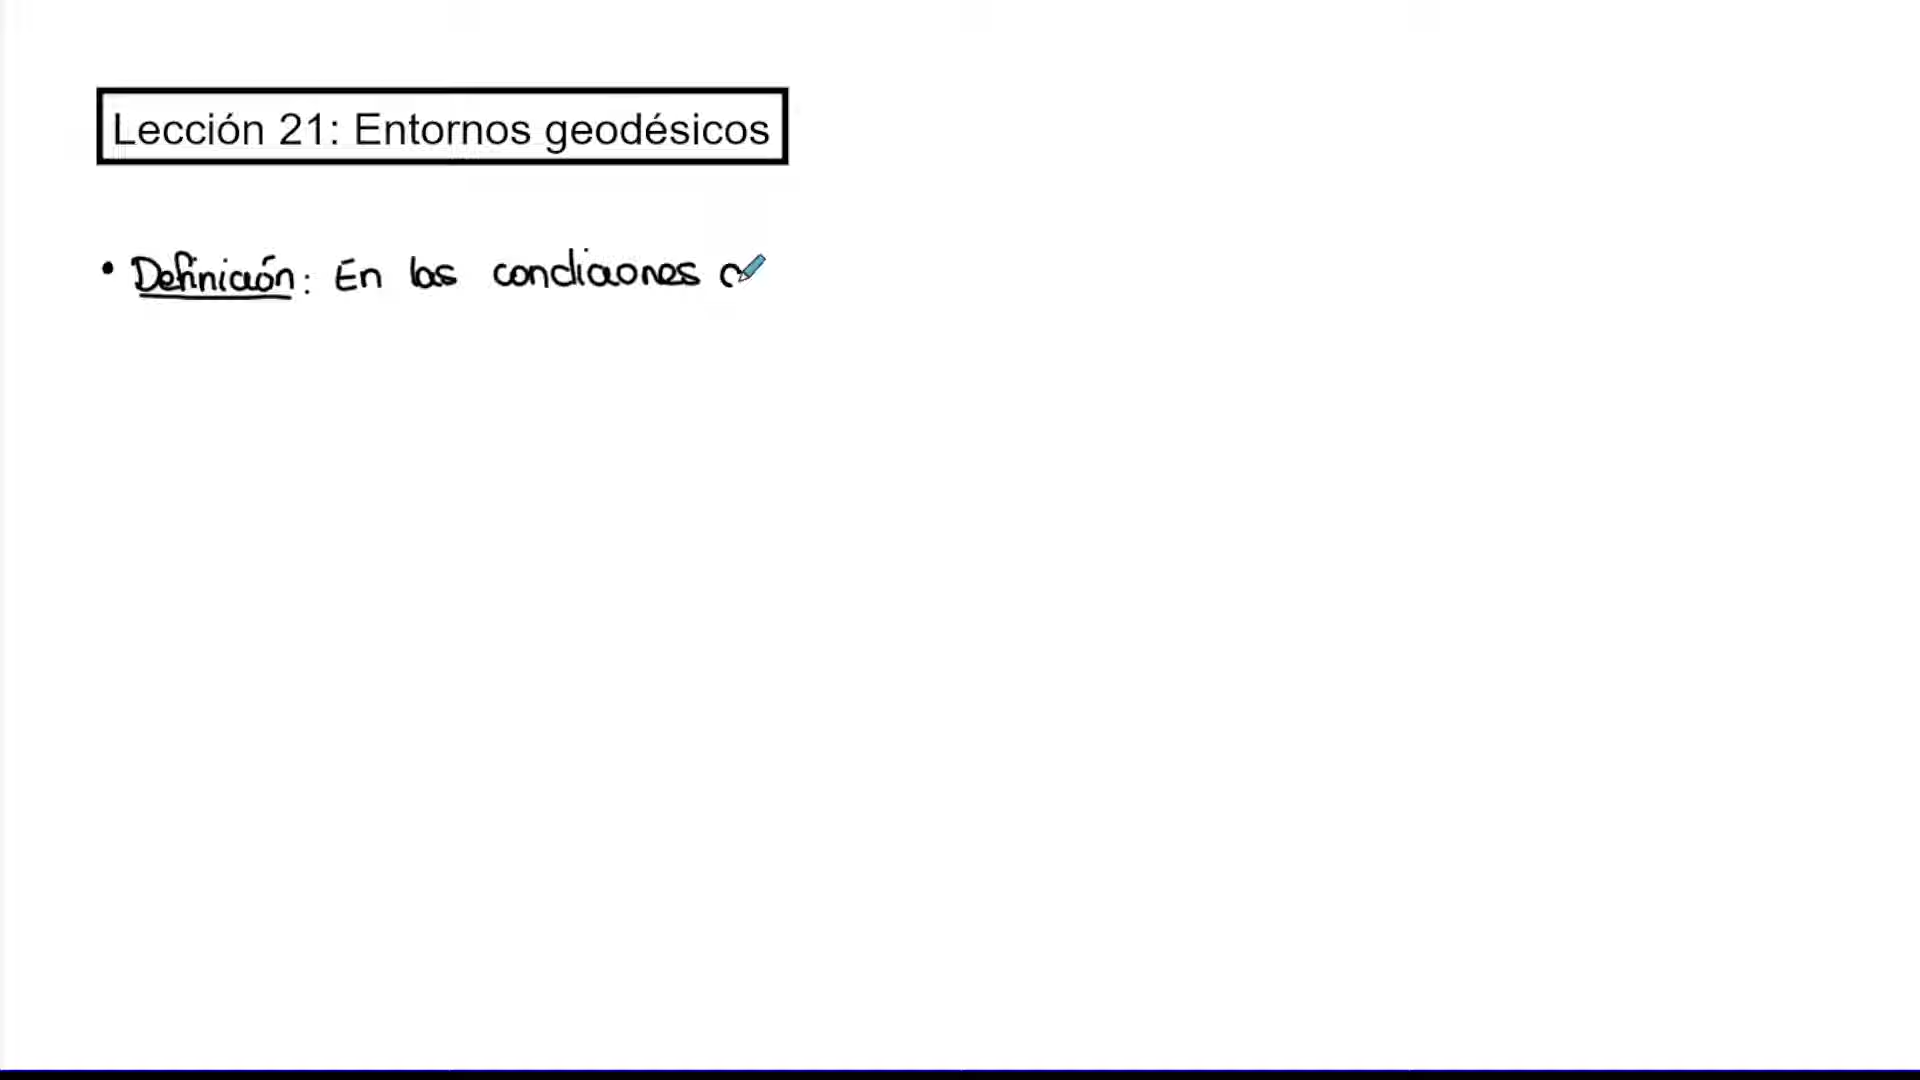 Lección 21: Entornos geodésicos
• Definición: En las condiciones